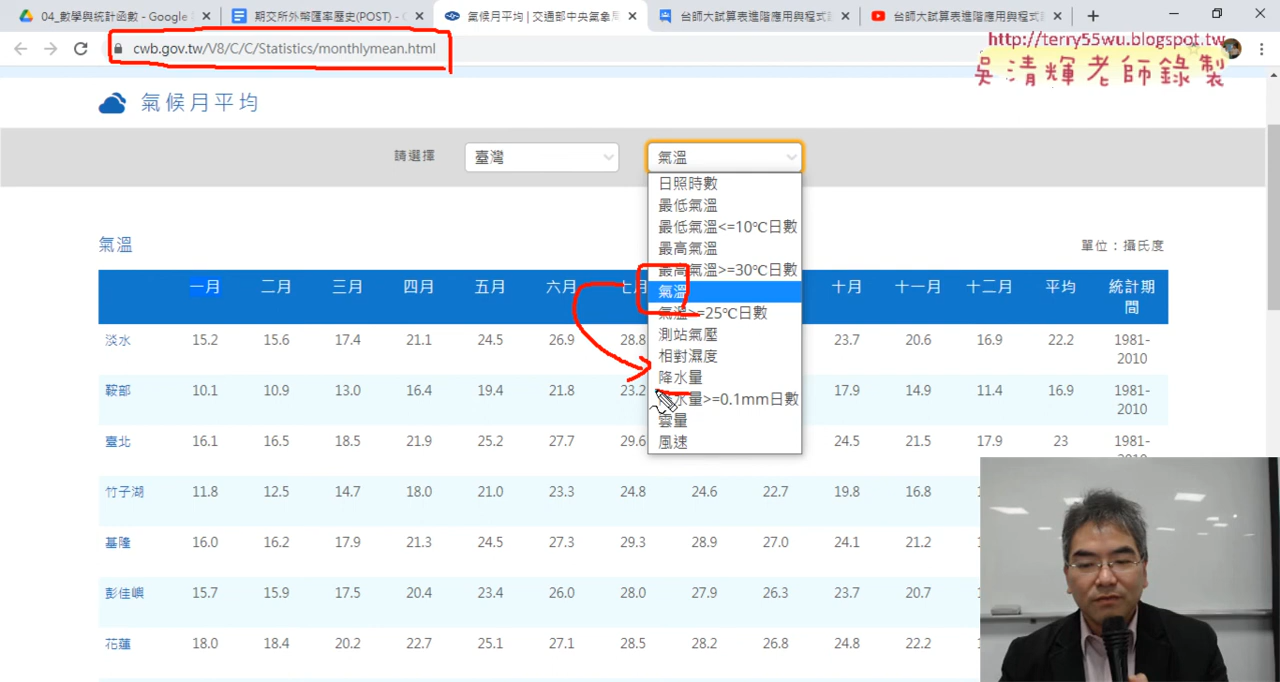 04_數學與統計函數 - Google
期交所外幣匯率歷史(POST) - G
氣候月平均 | 交通部中央氣象局
台師大試算表進階應用與程式設
台師大試算表進階應用與程式設
cwb.gov.tw/V8/C/C/Statistics/monthlymean.html
http://terry55wu.blogspot.tw
吳清輝老師錄製
氣候月平均
請選擇
臺灣
氣溫
日照時數
最低氣溫
最低氣溫<=10℃日數
最高氣溫
最高氣溫>=30℃日數
氣溫
氣溫>=25℃日數
測站氣壓
相對濕度
降水量
水量>=0.1mm日數
雲量
風速
氣溫
單位：攝氏度
一月 二月 三月 四月 五月 六月 七月 十月 十一月 十二月 平均 統計期間
淡水 15.2 15.6 17.4 21.1 24.5 26.9 28.8 23.7 20.6 16.9 22.2 1981-2010
鞍部 10.1 10.9 13.0 16.4 19.4 21.8 23.2 17.9 14.9 11.4 16.9 1981-2010
臺北 16.1 16.5 18.5 21.9 25.2 27.7 29.6 24.5 21.5 17.9 23 1981-
竹子湖 11.8 12.5 14.7 18.0 21.0 23.3 24.8 24.6 22.7 19.8 16.8
基隆 16.0 16.2 17.9 21.3 24.5 27.3 29.3 28.9 27.0 24.1 21.2
彭佳嶼 15.7 15.9 17.5 20.4 23.4 26.0 28.0 27.9 26.3 23.7 20.7
花蓮 18.0 18.4 20.2 22.7 25.1 27.1 28.5 28.2 26.8 24.8 22.2